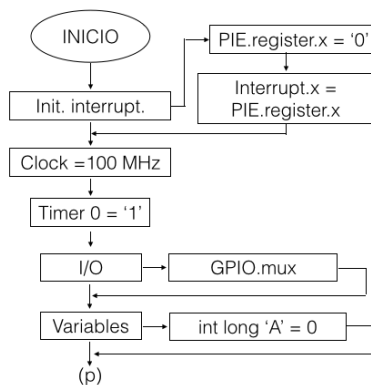 INICIO
PIE.register.x = ‘0’
Init. interrupt.
Interrupt.x =
PIE.register.x
Clock =100 MHz
Timer 0 = ‘1’
I/O
GPIO.mux
Variables
int long ‘A’ = 0
(p)